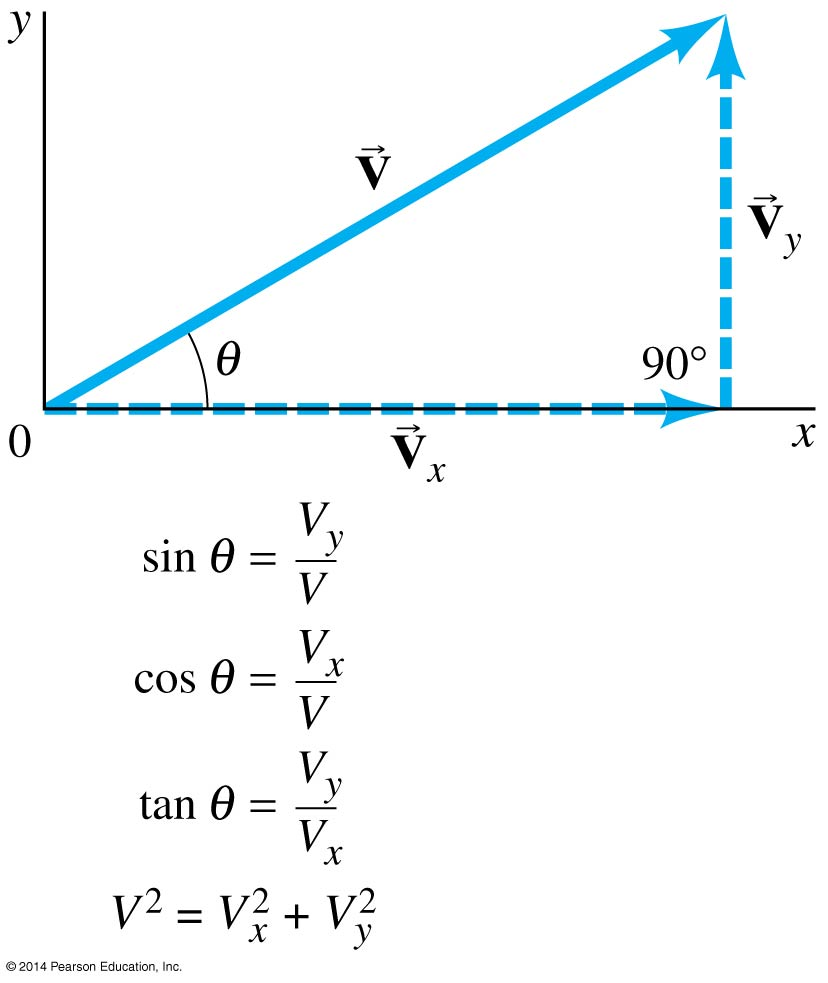 y
V⃗
V⃗y
θ
90°
0
V⃗x
x
sin θ = Vy/V
cos θ = Vx/V
tan θ = Vy/Vx
V² = Vx² + Vy²
© 2014 Pearson Education, Inc.